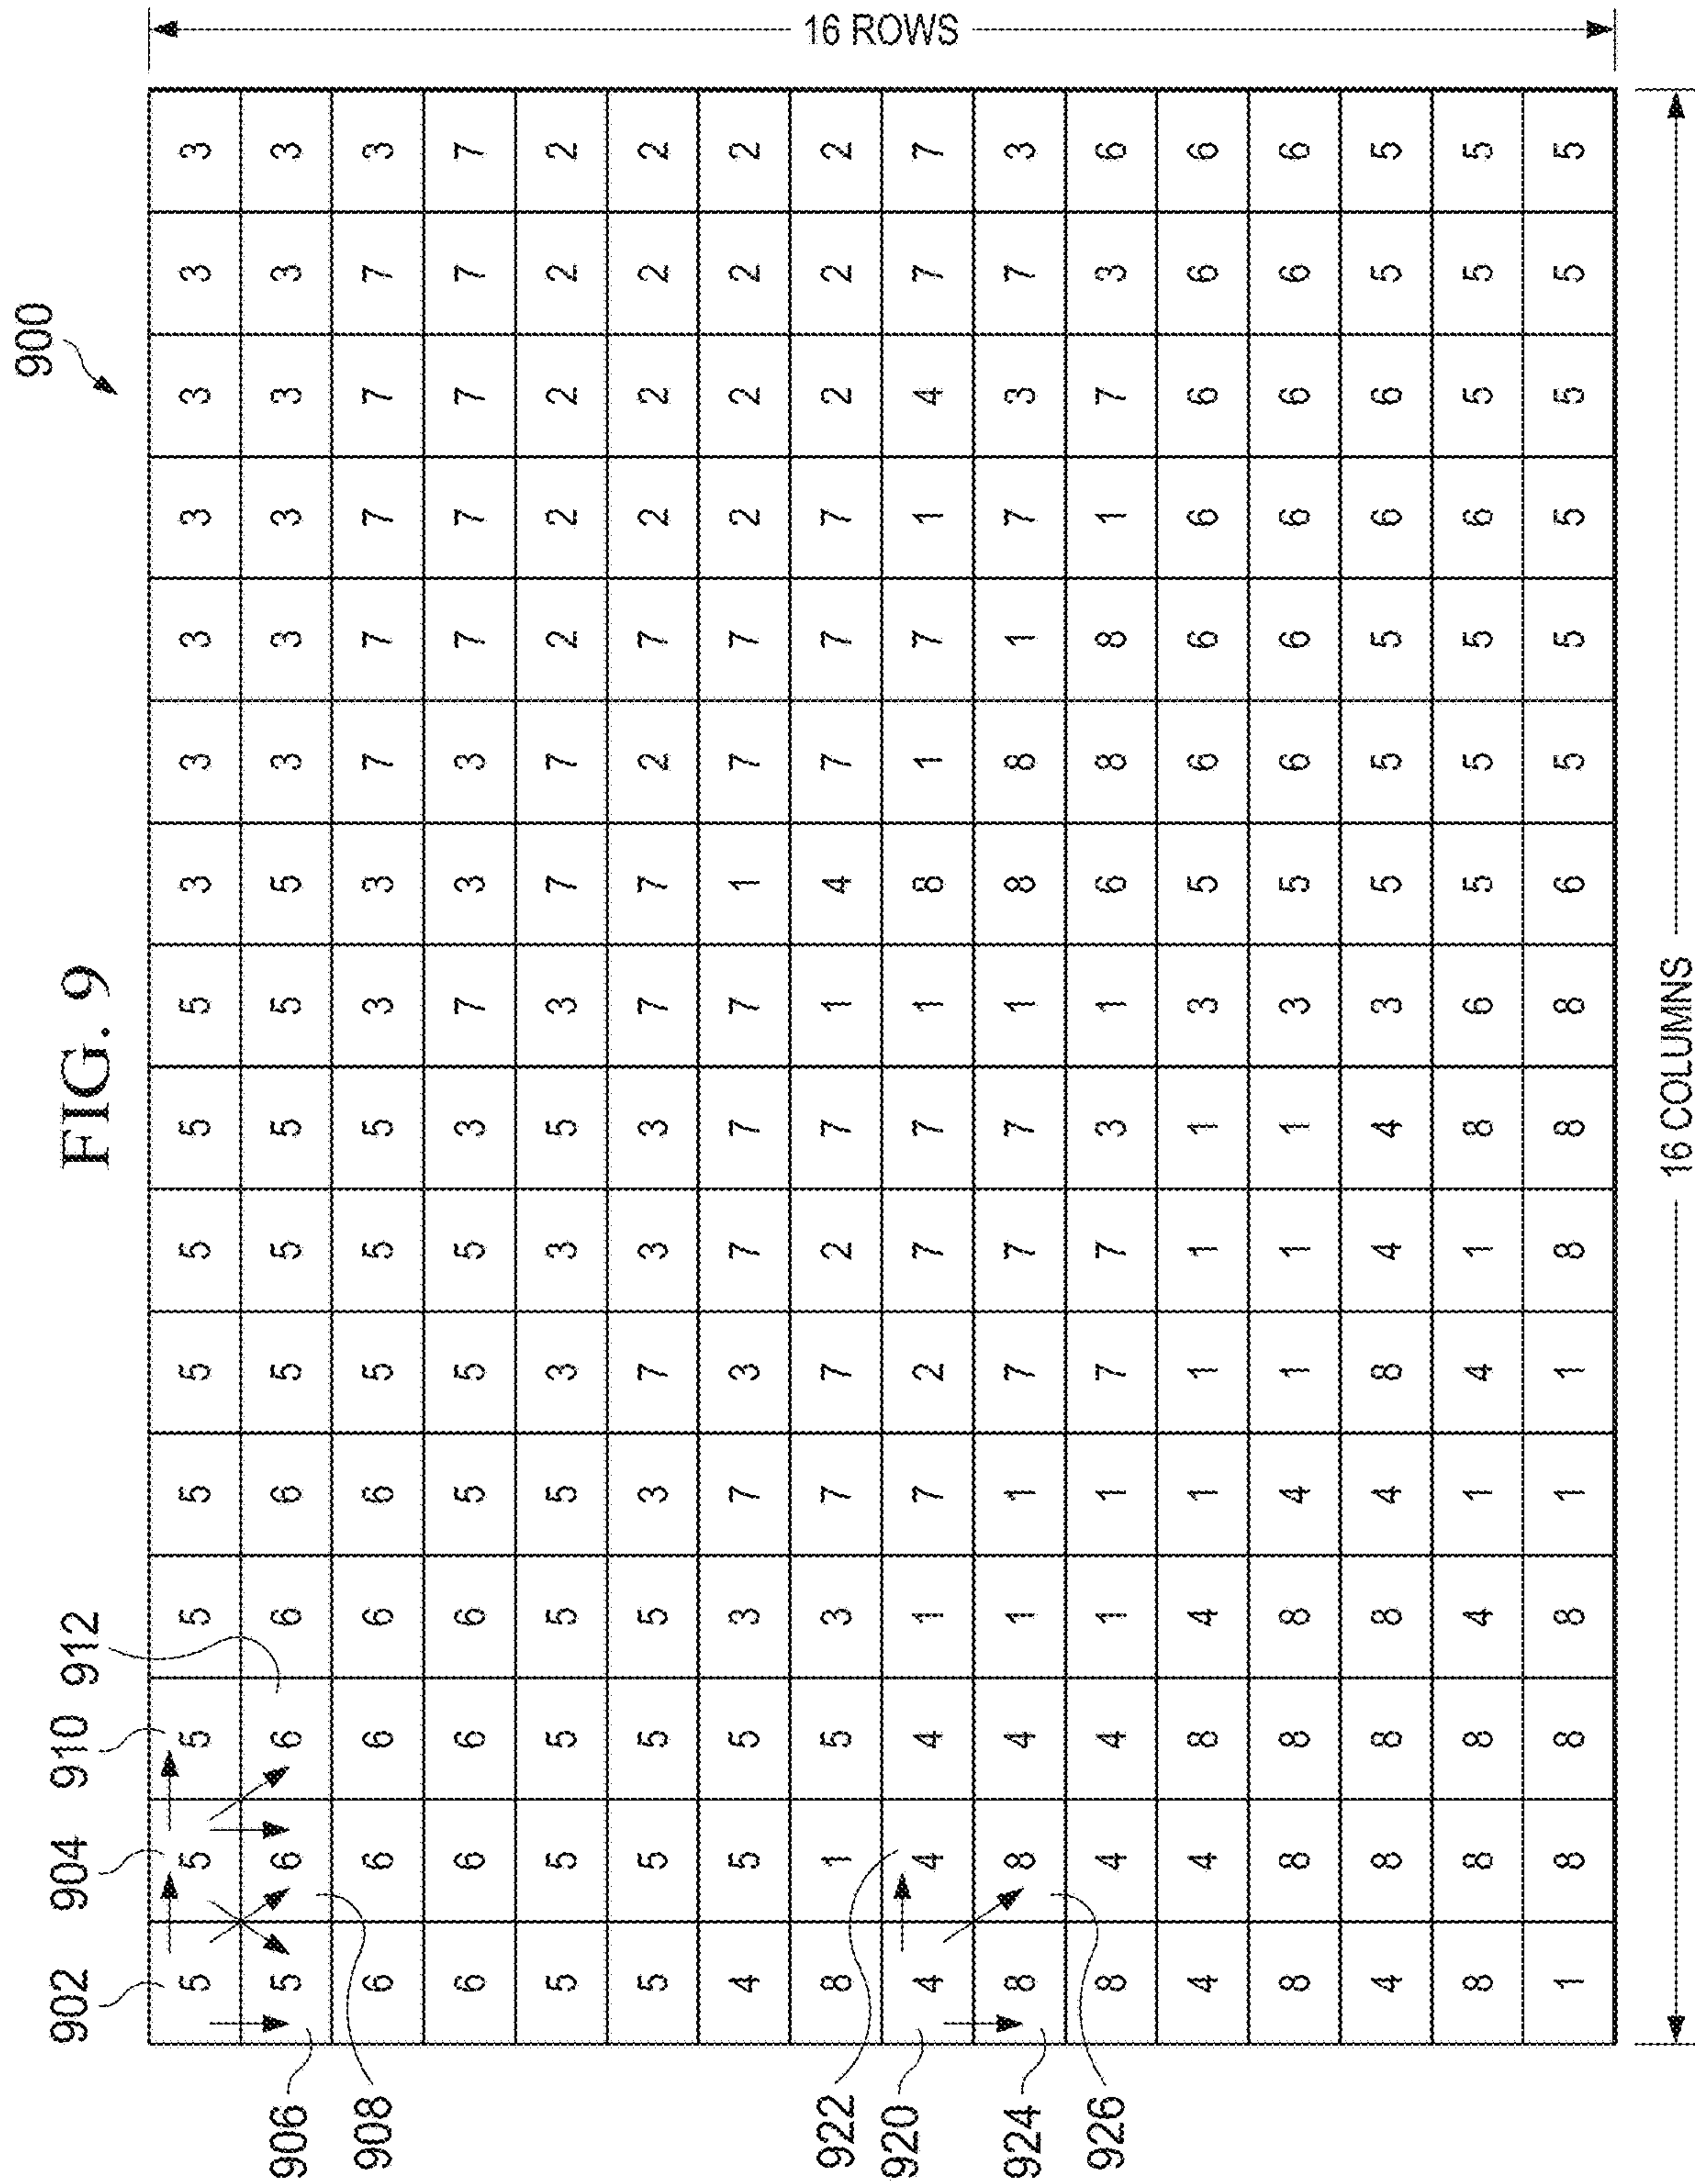 FIG. 9
900
902 904 910 912
5 5 5 5 5 5 5 5 5 3 3 3 3 3 3 3
906 5 6 6 6 6 5 5 5 5 5 3 3 3 3 3 3
908 6 6 6 6 6 5 5 5 3 3 7 7 7 7 7 3
6 6 6 6 5 5 5 3 7 3 3 7 7 7 7 7
5 5 5 5 5 3 3 5 3 7 7 2 2 2 2 2
5 5 5 5 3 7 3 3 7 7 2 7 2 2 2 2
4 5 5 3 7 3 7 7 7 1 7 7 2 2 2 2
922 8 1 5 3 7 7 2 7 1 4 7 7 7 2 2 2
920 4 4 4 1 7 2 7 7 1 8 1 7 1 4 7 7
924 8 8 4 1 1 7 7 7 1 8 8 1 7 3 7 3
926 8 4 4 1 1 7 7 3 1 6 8 8 1 7 3 6
4 4 8 4 1 1 1 1 3 5 6 6 6 6 6 6
8 8 8 8 4 1 1 1 3 5 6 6 6 6 6 6
4 8 8 8 4 8 4 4 3 5 5 5 6 6 5 5
8 8 8 4 1 4 1 8 6 5 5 5 6 5 5 5
1 8 8 8 1 1 8 8 8 6 5 5 5 5 5 5
16 ROWS
16 COLUMNS